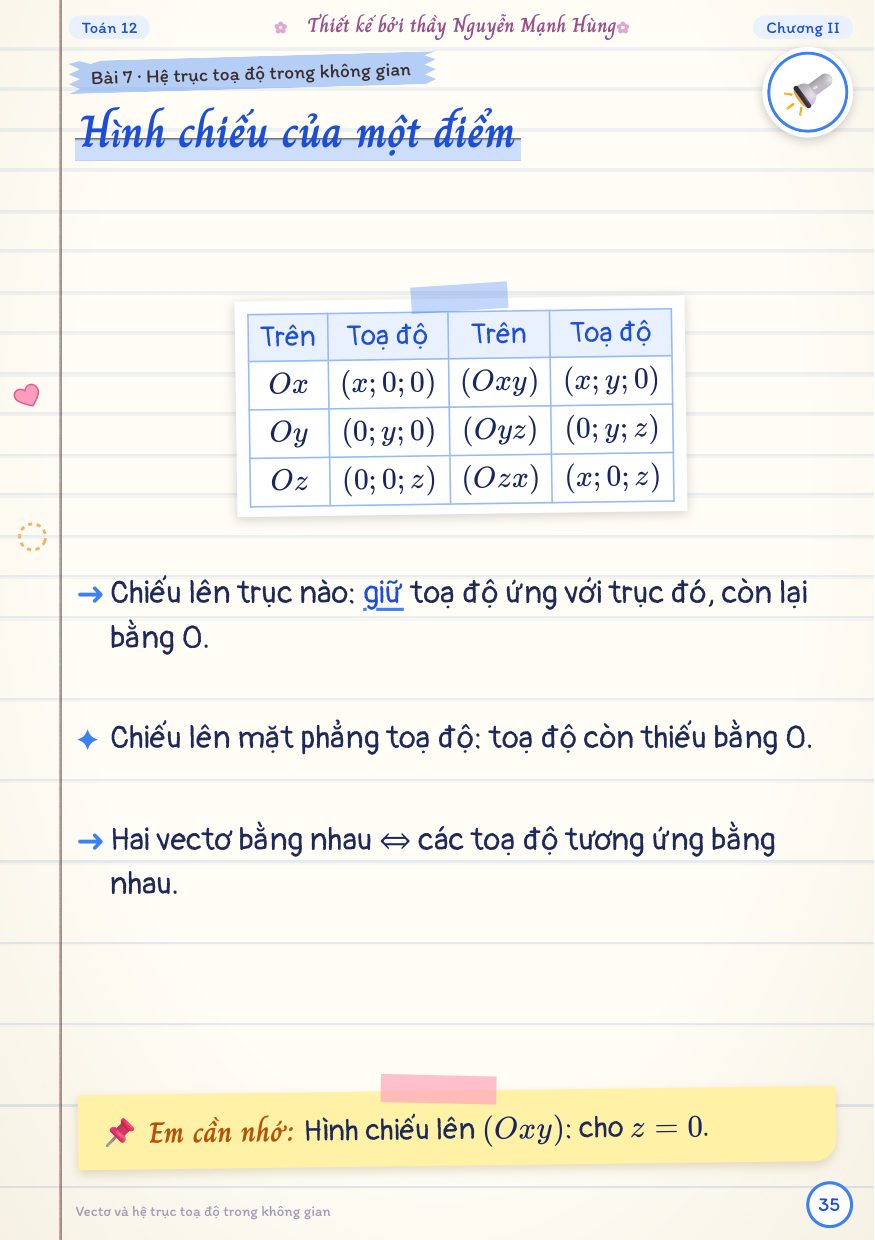 Toán 12
Thiết kế bởi thầy Nguyễn Mạnh Hùng
Chương II
Bài 7 · Hệ trục toạ độ trong không gian
Hình chiếu của một điểm
Trên Toạ độ Trên Toạ độ
Ox (x; 0; 0) (Oxy) (x; y; 0)
Oy (0; y; 0) (Oyz) (0; y; z)
Oz (0; 0; z) (Ozx) (x; 0; z)
→ Chiếu lên trục nào: giữ toạ độ ứng với trục đó, còn lại
bằng 0.
✦ Chiếu lên mặt phẳng toạ độ: toạ độ còn thiếu bằng 0.
→ Hai vectơ bằng nhau ⇔ các toạ độ tương ứng bằng
nhau.
Em cần nhớ: Hình chiếu lên (Oxy): cho z = 0.
Vectơ và hệ trục toạ độ trong không gian
35